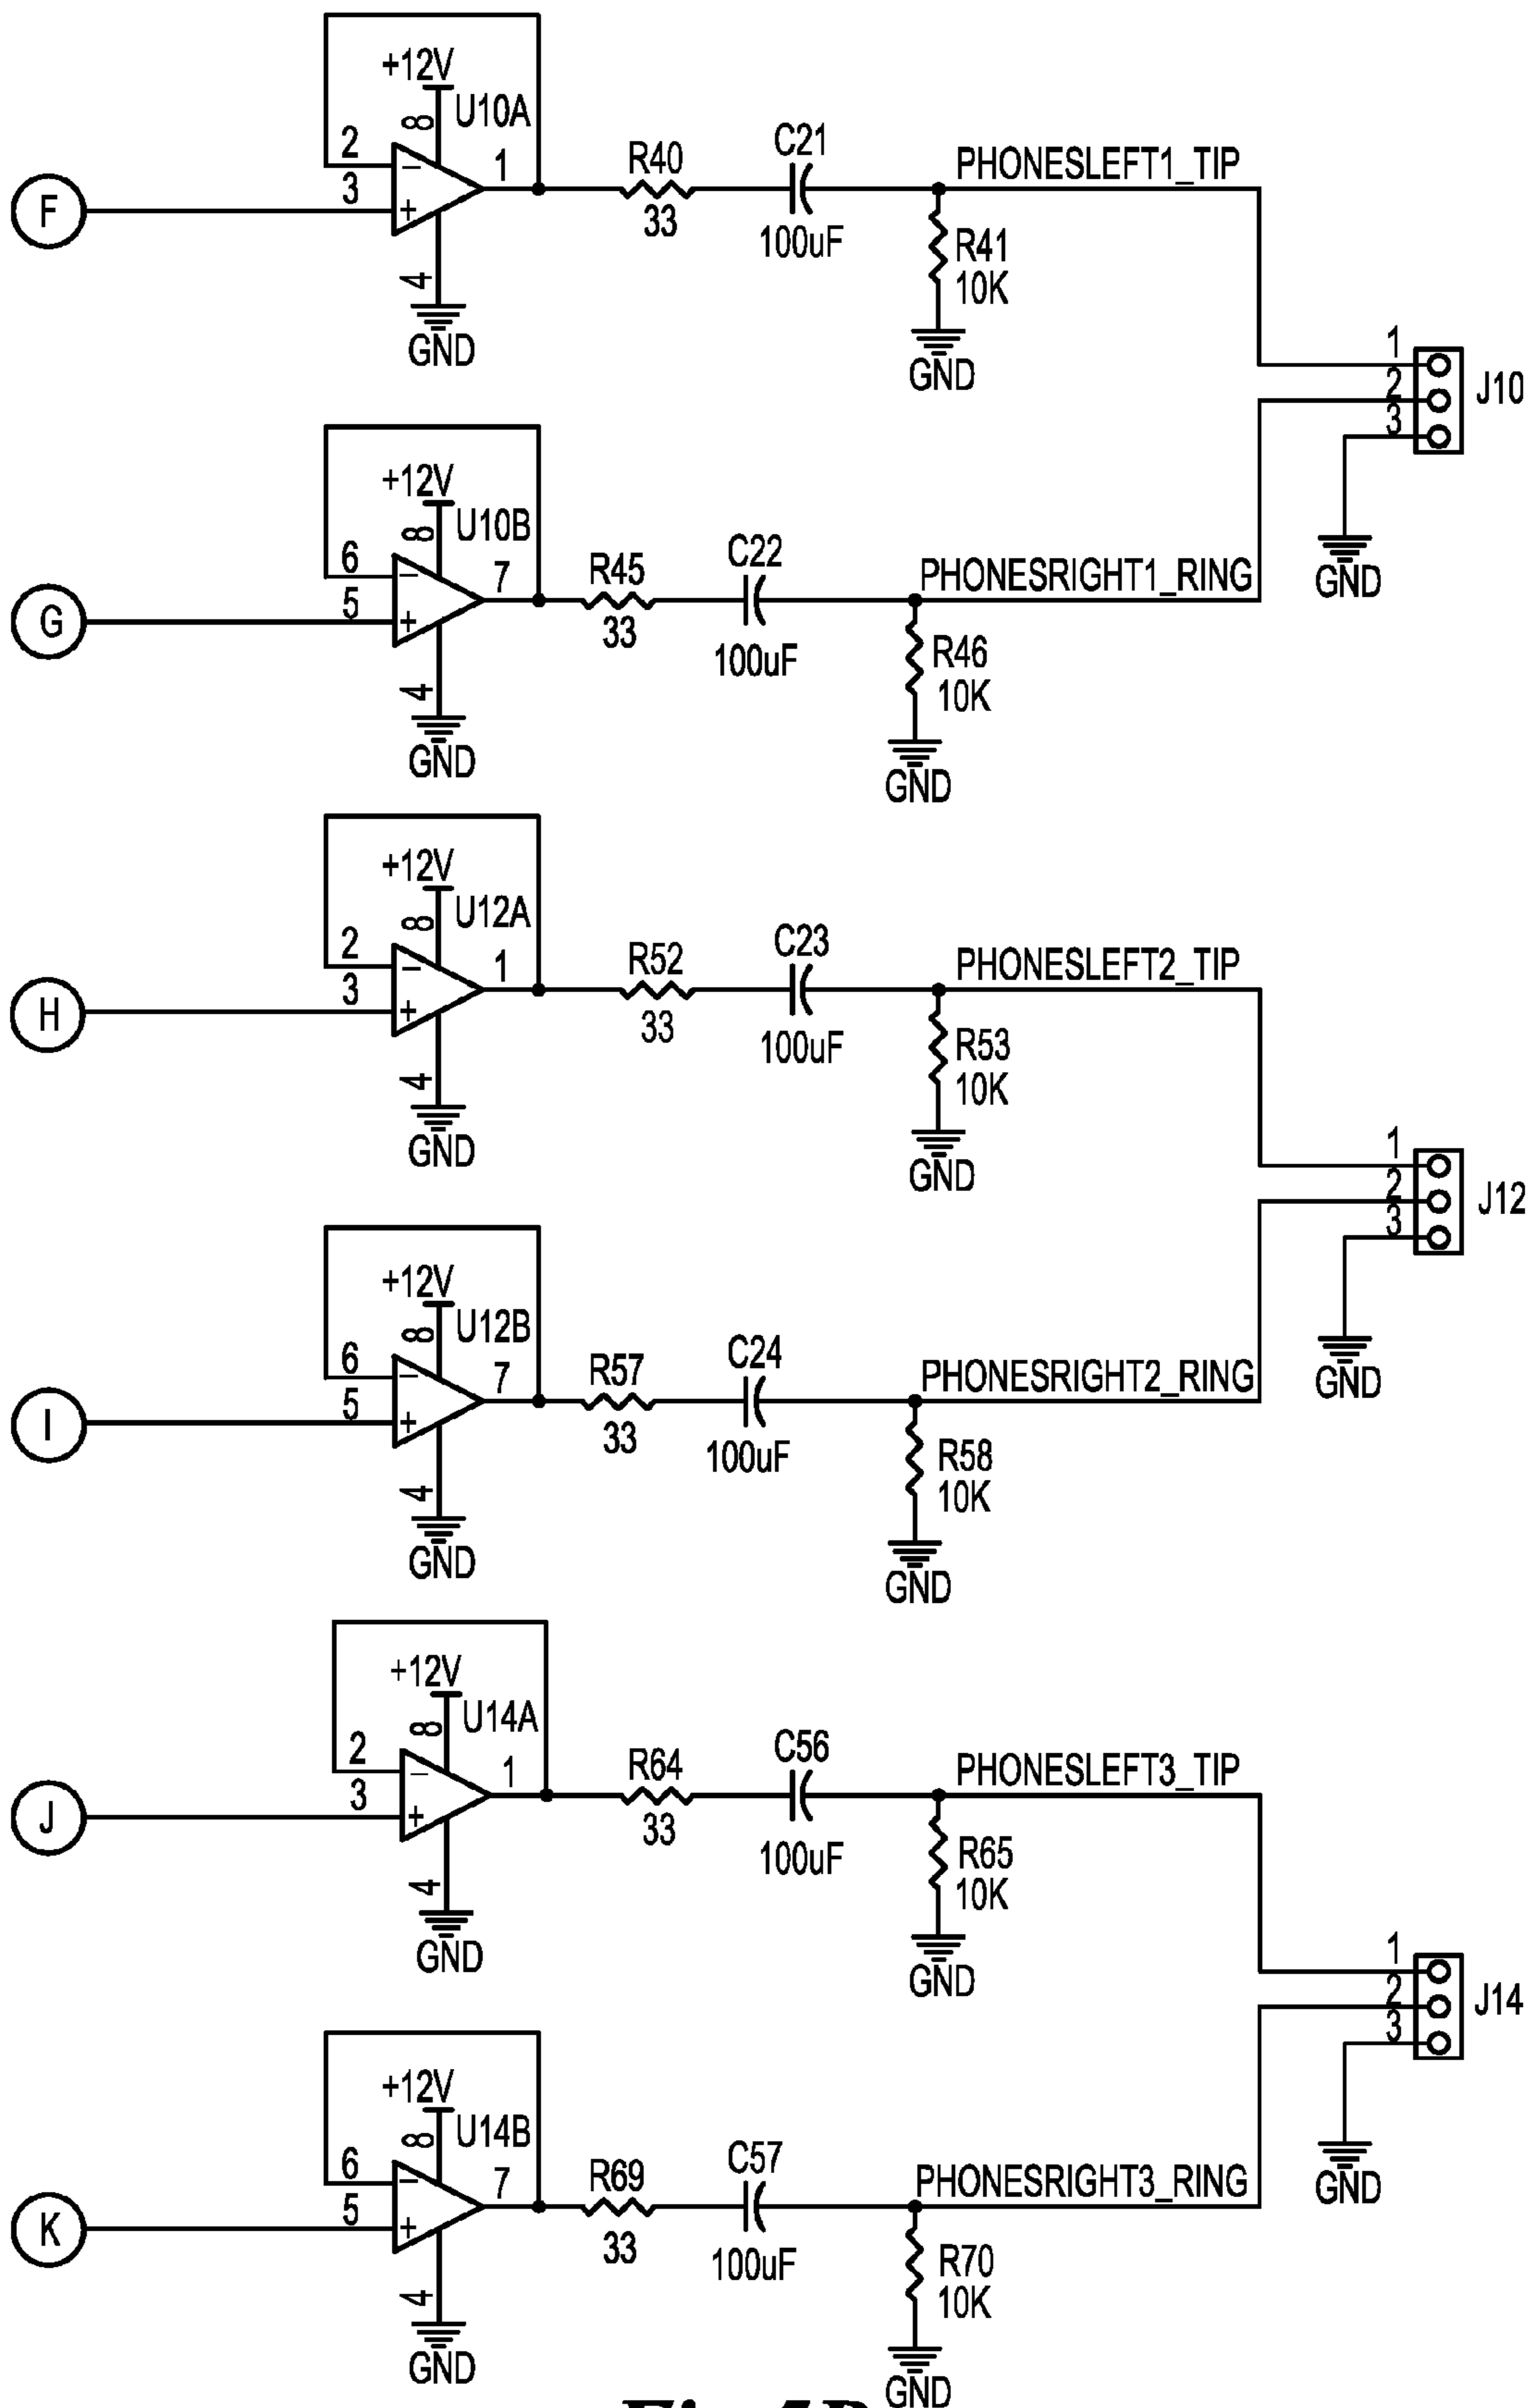 +12V
U10A
8
2
3
1
F
R40
33
C21
100uF
PHONESLEFT1_TIP
R41
10K
4
GND
GND
1
2
3
J10
GND
+12V
U10B
8
6
5
7
G
R45
33
C22
100uF
PHONESRIGHT1_RING
R46
10K
4
GND
GND
+12V
U12A
8
2
3
1
H
R52
33
C23
100uF
PHONESLEFT2_TIP
R53
10K
4
GND
GND
1
2
3
J12
GND
+12V
U12B
8
6
5
7
I
R57
33
C24
100uF
PHONESRIGHT2_RING
R58
10K
4
GND
GND
+12V
U14A
8
2
3
1
J
R64
33
C56
100uF
PHONESLEFT3_TIP
R65
10K
4
GND
GND
1
2
3
J14
GND
+12V
U14B
8
6
5
7
K
R69
33
C57
100uF
PHONESRIGHT3_RING
R70
10K
4
GND
GND